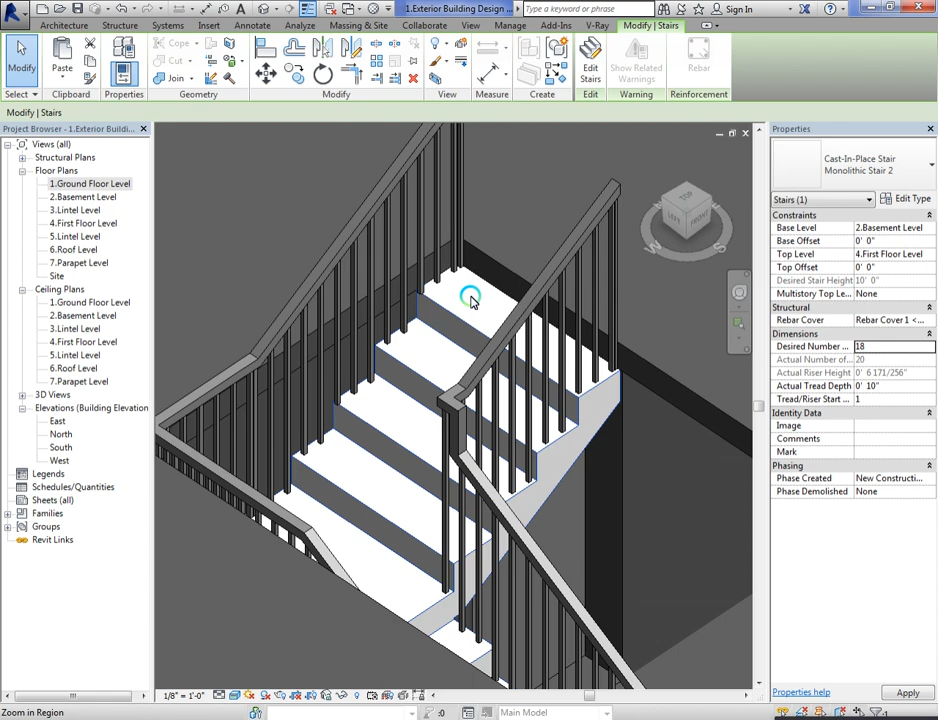 1.Exterior Building Design ...
Type a keyword or phrase
Sign In
Architecture Structure Systems Insert Annotate Analyze Massing & Site Collaborate View Manage Add-Ins V-Ray Modify | Stairs
Modify
Paste
Cope
Cut
Join
Edit
Stairs
Show Related
Warnings
Rebar
Select Clipboard Properties Geometry Modify View Measure Create Edit Warning Reinforcement
Modify | Stairs
Project Browser - 1.Exterior Buildi...
Views (all)
Structural Plans
Floor Plans
1.Ground Floor Level
2.Basement Level
3.Lintel Level
4.First Floor Level
5.Lintel Level
6.Roof Level
7.Parapet Level
Site
Ceiling Plans
1.Ground Floor Level
2.Basement Level
3.Lintel Level
4.First Floor Level
5.Lintel Level
6.Roof Level
7.Parapet Level
3D Views
Elevations (Building Elevation
East
North
South
West
Legends
Schedules/Quantities
Sheets (all)
Families
Groups
Revit Links
TOP
LEFT
FRONT
W
S
Properties
Cast-In-Place Stair
Monolithic Stair 2
Stairs (1)
Edit Type
Constraints
Base Level 2.Basement Level
Base Offset 0' 0"
Top Level 4.First Floor Level
Top Offset 0' 0"
Desired Stair Height 10' 0"
Multistory Top Le... None
Structural
Rebar Cover Rebar Cover 1 <...
Dimensions
Desired Number ... 18
Actual Number of... 20
Actual Riser Height 0' 6 171/256"
Actual Tread Depth 0' 10"
Tread/Riser Start ... 1
Identity Data
Image
Comments
Mark
Phasing
Phase Created New Constructi...
Phase Demolished None
Properties help
Apply
1/8" = 1'-0"
Zoom in Region
:0
Main Model